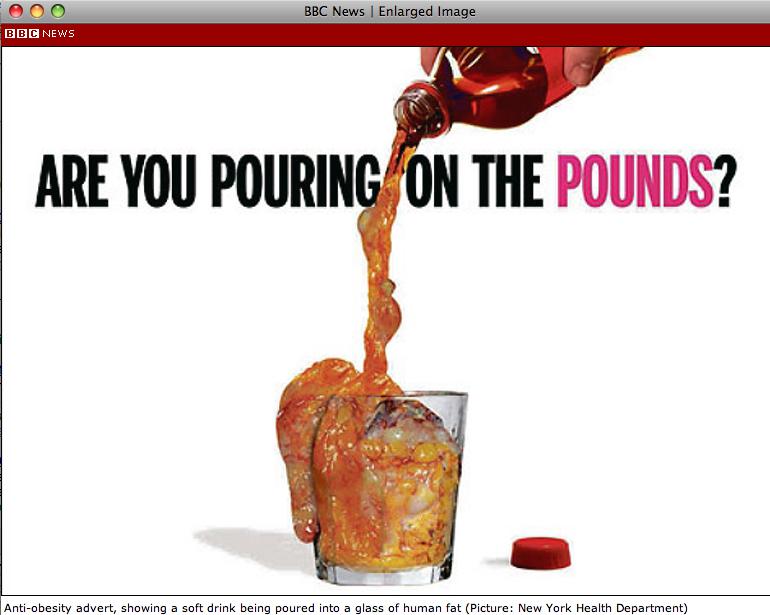 BBC News | Enlarged Image
BBC NEWS
ARE YOU POURING ON THE POUNDS?
Anti-obesity advert, showing a soft drink being poured into a glass of human fat (Picture: New York Health Department)